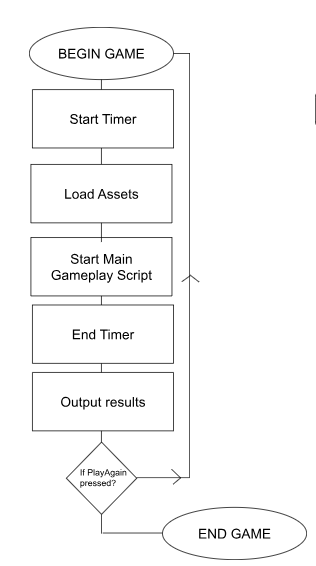 BEGIN GAME
Start Timer
Load Assets
Start Main
Gameplay Script
End Timer
Output results
If PlayAgain
pressed?
END GAME